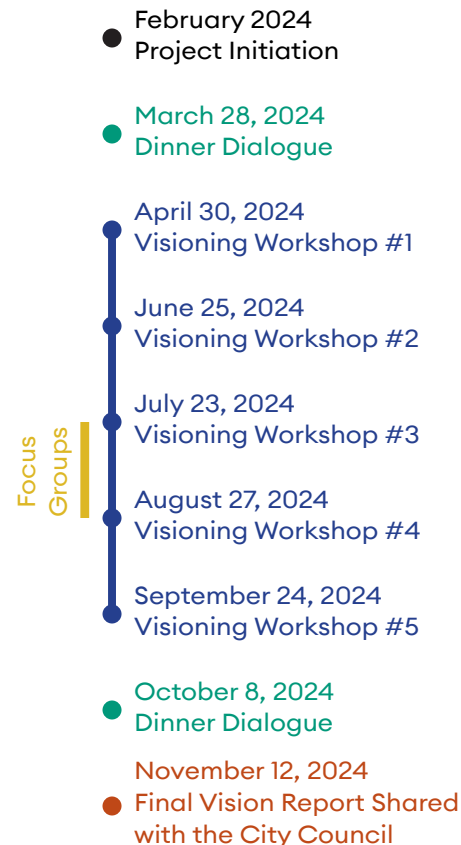 February 2024
Project Initiation
March 28, 2024
Dinner Dialogue
April 30, 2024
Visioning Workshop #1
June 25, 2024
Visioning Workshop #2
July 23, 2024
Visioning Workshop #3
Focus
Groups
August 27, 2024
Visioning Workshop #4
September 24, 2024
Visioning Workshop #5
October 8, 2024
Dinner Dialogue
November 12, 2024
Final Vision Report Shared
with the City Council